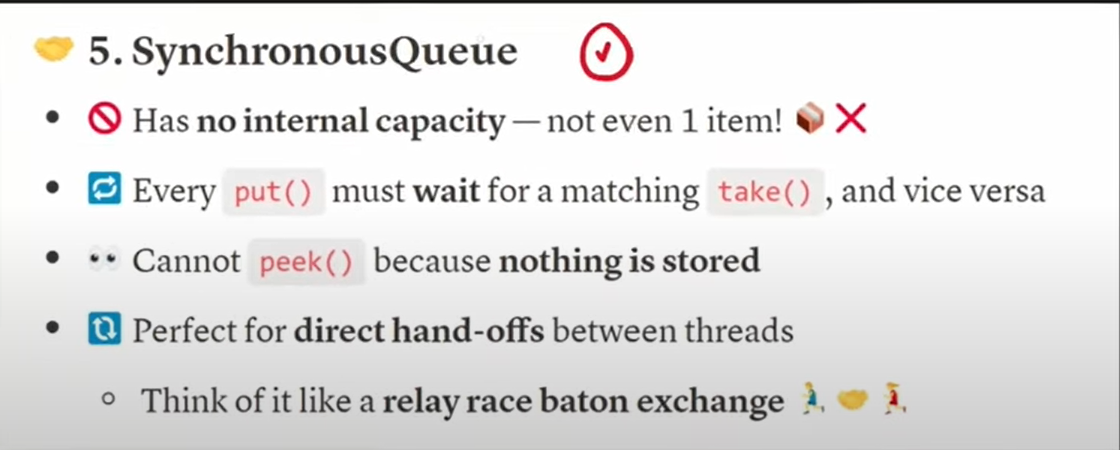 🤝 5. SynchronousQueue
• 🚫 Has no internal capacity — not even 1 item! 📦❌
• 🔁 Every put() must wait for a matching take() , and vice versa
• 👀 Cannot peek() because nothing is stored
• 🔃 Perfect for direct hand-offs between threads
○ Think of it like a relay race baton exchange 🏃‍♂️🤝🏃‍♀️